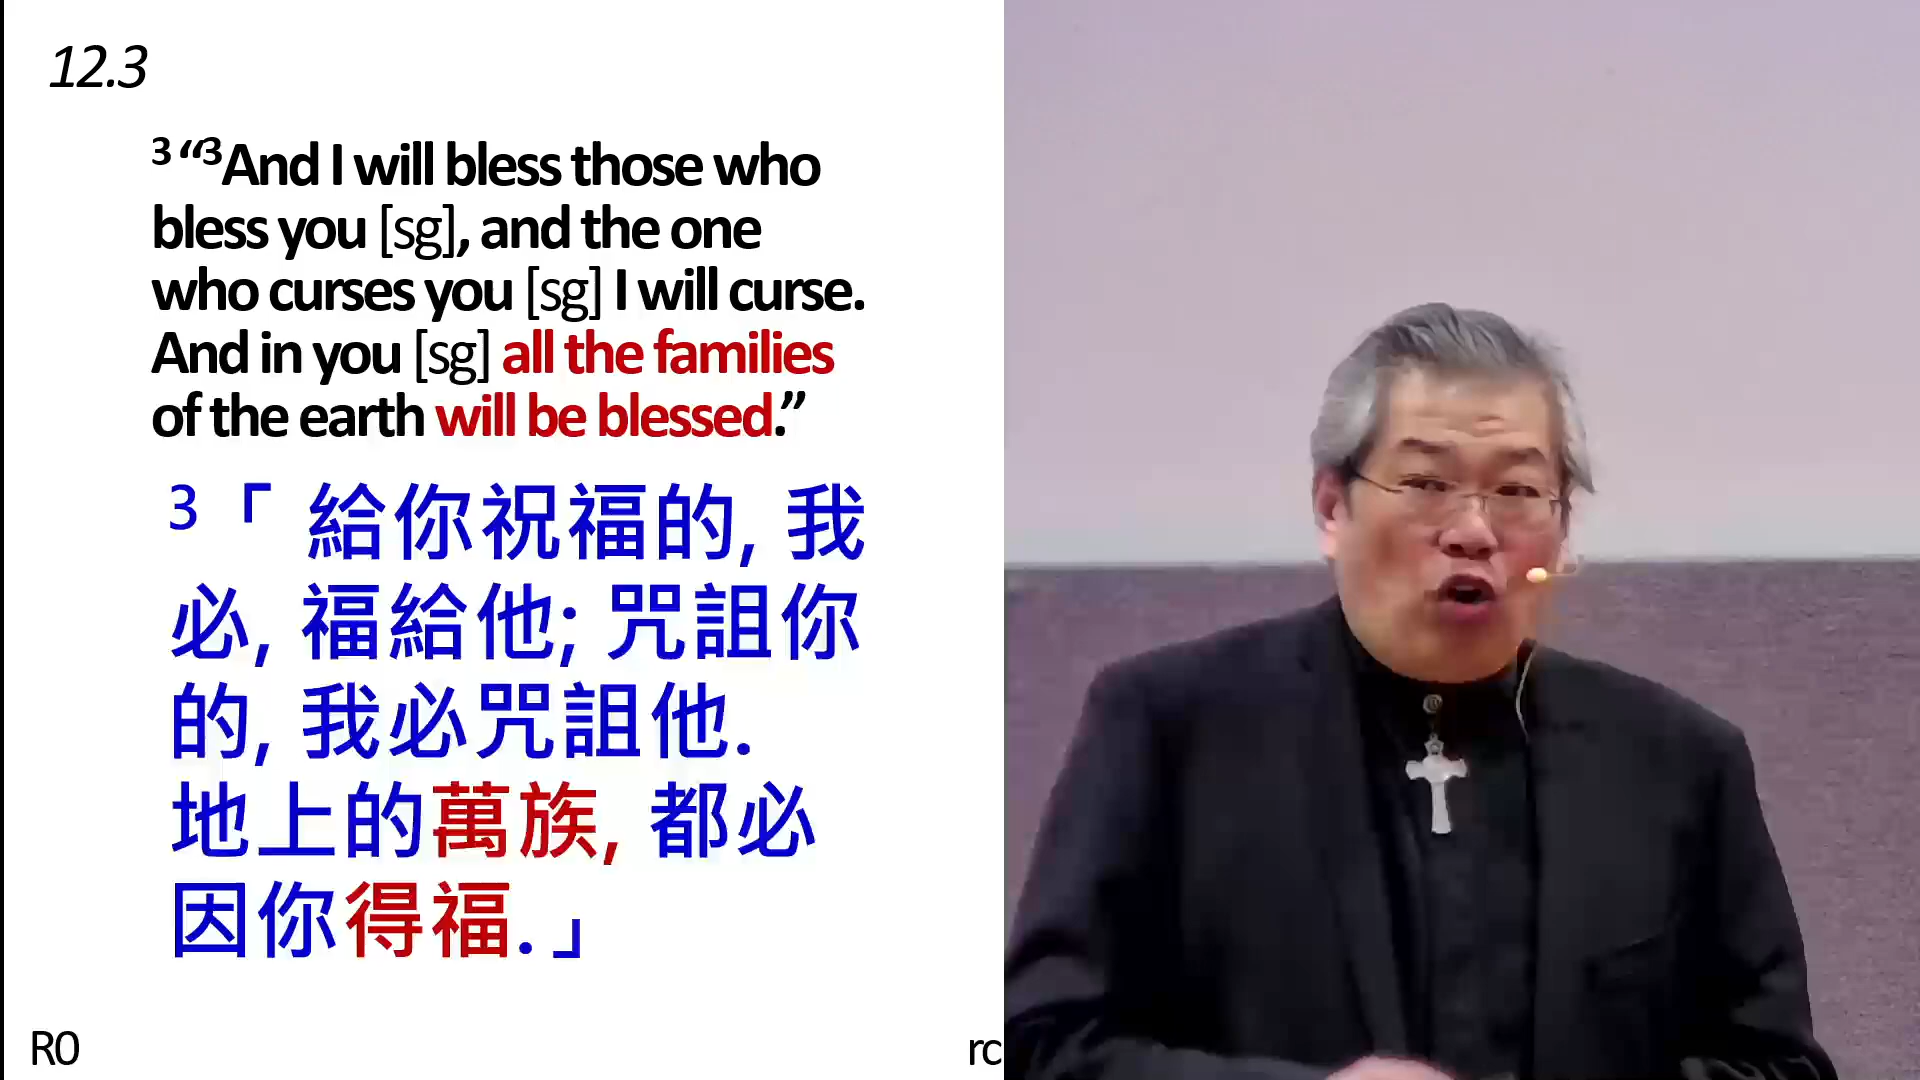 12.3
3 “3And I will bless those who
bless you [sg], and the one
who curses you [sg] I will curse.
And in you [sg] all the families
of the earth will be blessed.”
3「 給你祝福的, 我
必, 福給他; 咒詛你
的, 我必咒詛他.
地上的萬族, 都必
因你得福.」
R0
rc